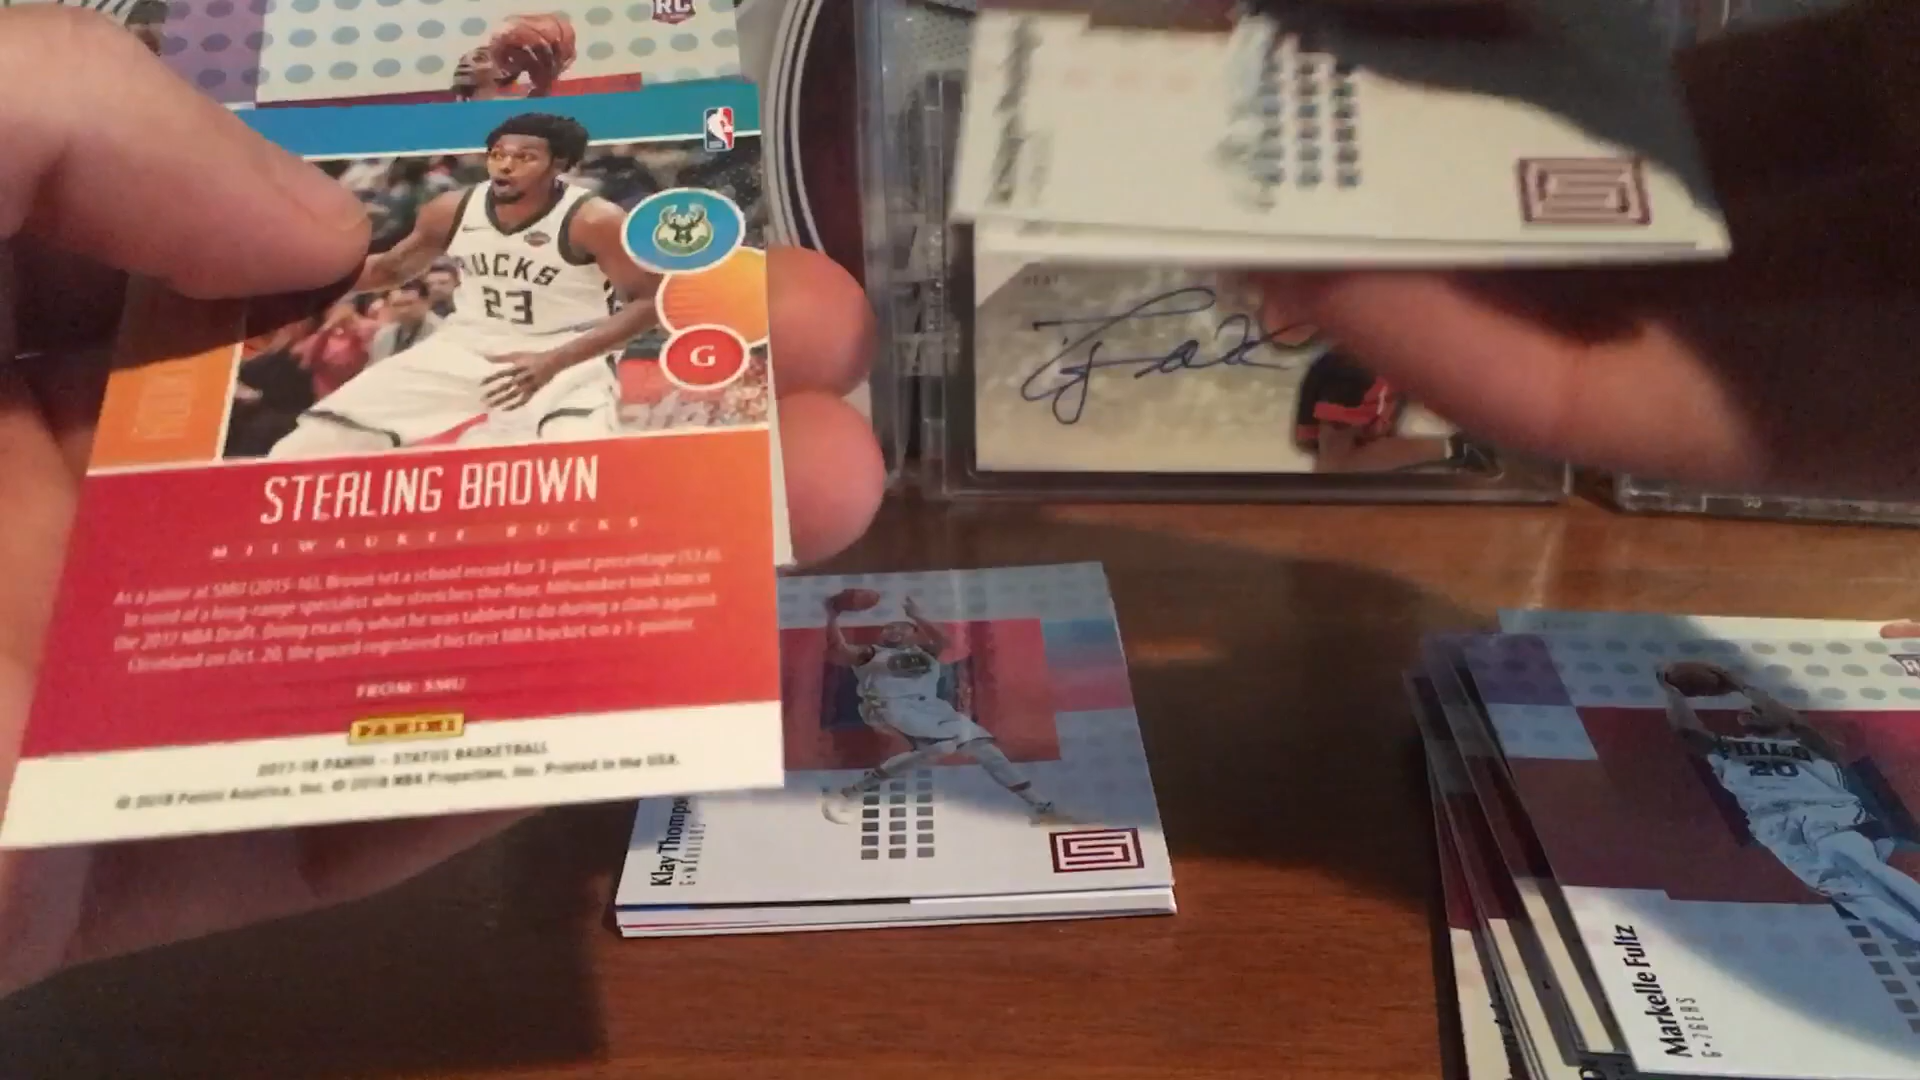 RC
BUCKS
23
G
STERLING BROWN
MILWAUKEE BUCKS
As a junior at SMU (2015-16), Brown set a school record for 3-point percentage
in need of a long-range specialist who stretches the floor, Milwaukee took him in
the 2017 NBA Draft. Doing exactly what he was tabbed to do during a clash against
Cleveland on Oct. 20, the guard registered his first NBA bucket on a 3-pointer.
FROM: SMU
PANINI
2017-18 PANINI - STATUS BASKETBALL
© 2018 Panini America, Inc. © 2018 NBA Properties, Inc. Printed in the USA.
Klay Thompson
G•WARRIORS
PHILA
20
Markelle Fultz
G•76ERS